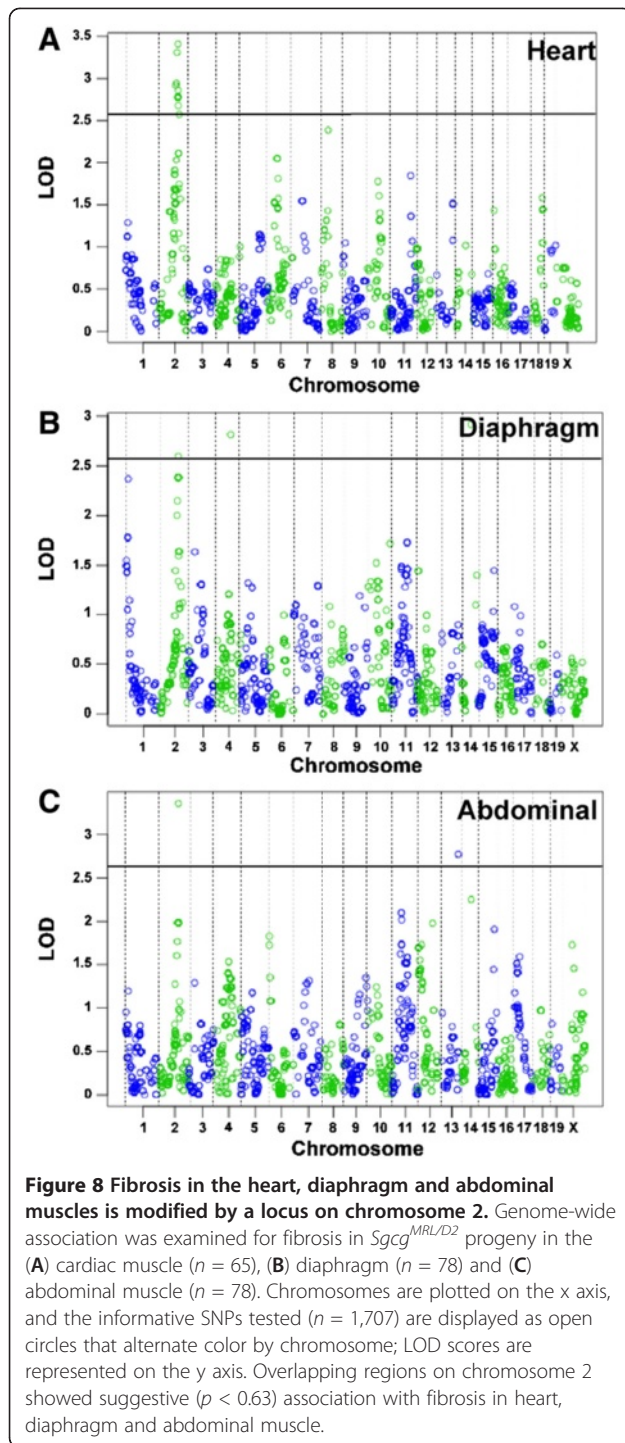 A
Heart
3.5
3
2.5
2
1.5
1
0.5
0
LOD
1 2 3 4 5 6 7 8 9 10 11 12 13 14 15 16 17 18 19 X
Chromosome
B
Diaphragm
3
2.5
2
1.5
1
0.5
0
LOD
1 2 3 4 5 6 7 8 9 10 11 12 13 14 15 16 17 18 19 X
Chromosome
C
Abdominal
3
2.5
2
1.5
1
0.5
0
LOD
1 2 3 4 5 6 7 8 9 10 11 12 13 14 15 16 17 18 19 X
Chromosome
Figure 8 Fibrosis in the heart, diaphragm and abdominal
muscles is modified by a locus on chromosome 2. Genome-wide
association was examined for fibrosis in Sgcg^MRL/D2 progeny in the
(A) cardiac muscle (n = 65), (B) diaphragm (n = 78) and (C)
abdominal muscle (n = 78). Chromosomes are plotted on the x axis,
and the informative SNPs tested (n = 1,707) are displayed as open
circles that alternate color by chromosome; LOD scores are
represented on the y axis. Overlapping regions on chromosome 2
showed suggestive (p < 0.63) association with fibrosis in heart,
diaphragm and abdominal muscle.